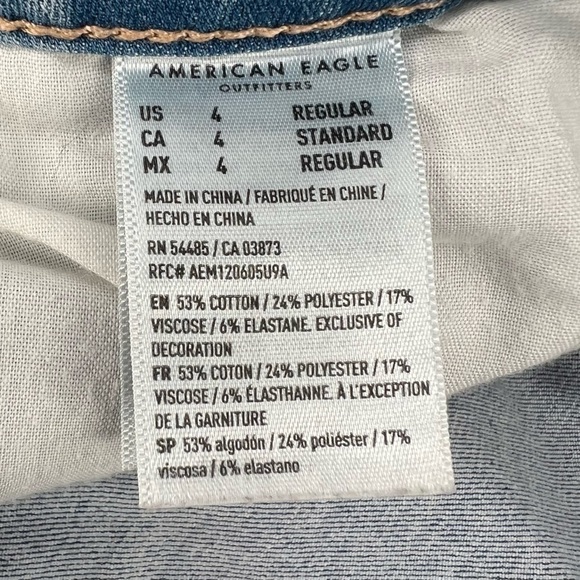 AMERICAN EAGLE
OUTFITTERS
US 4 REGULAR
CA 4 STANDARD
MX 4 REGULAR
MADE IN CHINA / FABRIQUÉ EN CHINE /
HECHO EN CHINA
RN 54485 / CA 03873
RFC# AEM120605U9A
EN 53% COTTON / 24% POLYESTER / 17%
VISCOSE / 6% ELASTANE. EXCLUSIVE OF
DECORATION
FR 53% COTON / 24% POLYESTER / 17%
VISCOSE / 6% ÉLASTHANNE. À L'EXCEPTION
DE LA GARNITURE
SP 53% algodón / 24% poliéster / 17%
viscosa / 6% elastano